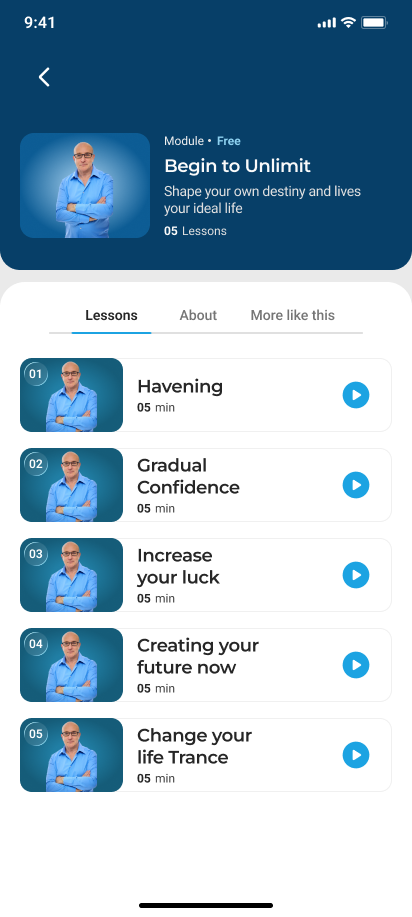 9:41
Module • Free
Begin to Unlimit
Shape your own destiny and lives
your ideal life
05 Lessons
Lessons About More like this
01
Havening
05 min
02
Gradual
Confidence
05 min
03
Increase
your luck
05 min
04
Creating your
future now
05 min
05
Change your
life Trance
05 min